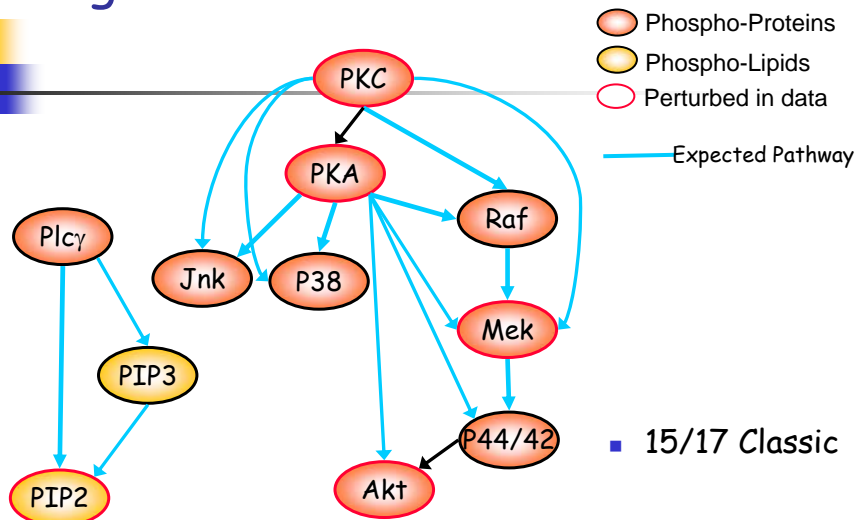 Phospho-Proteins
Phospho-Lipids
Perturbed in data
Expected Pathway
PKC
PKA
Raf
Plcγ
Jnk
P38
Mek
PIP3
P44/42
15/17 Classic
Akt
PIP2